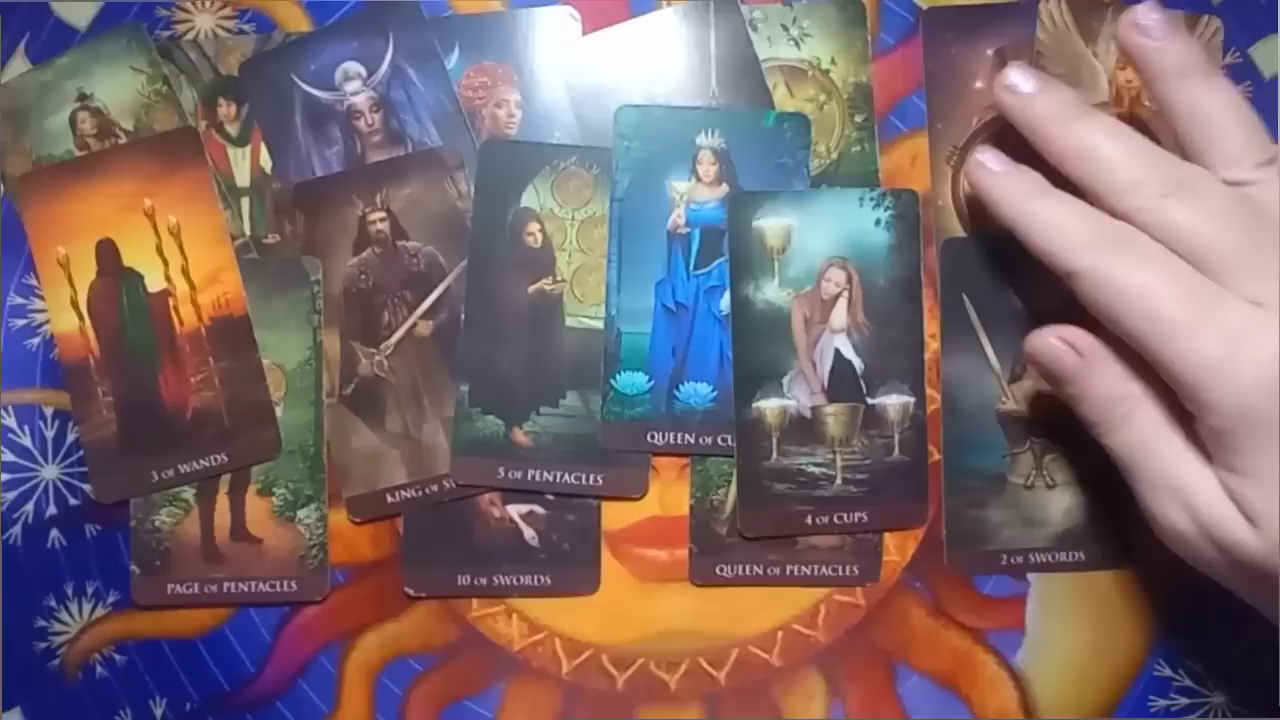 3 OF WANDS
KING OF S
5 OF PENTACLES
QUEEN OF CU
4 OF CUPS
2 OF SWORDS
PAGE OF PENTACLES
10 OF SWORDS
QUEEN OF PENTACLES